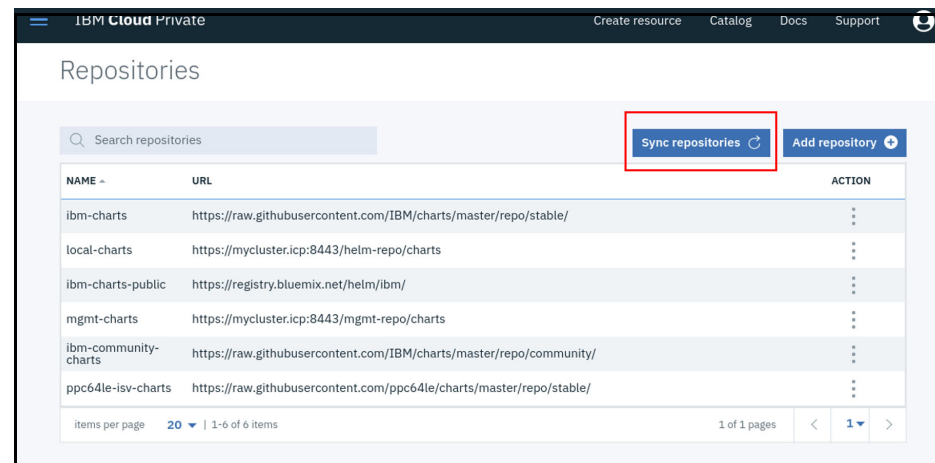 IBM Cloud Private Create resource Catalog Docs Support
Repositories
Search repositories Sync repositories Add repository
NAME URL ACTION
ibm-charts https://raw.githubusercontent.com/IBM/charts/master/repo/stable/
local-charts https://mycluster.icp:8443/helm-repo/charts
ibm-charts-public https://registry.bluemix.net/helm/ibm/
mgmt-charts https://mycluster.icp:8443/mgmt-repo/charts
ibm-community-
charts https://raw.githubusercontent.com/IBM/charts/master/repo/community/
ppc64le-isv-charts https://raw.githubusercontent.com/ppc64le/charts/master/repo/stable/
items per page 20 | 1-6 of 6 items 1 of 1 pages < 1 >